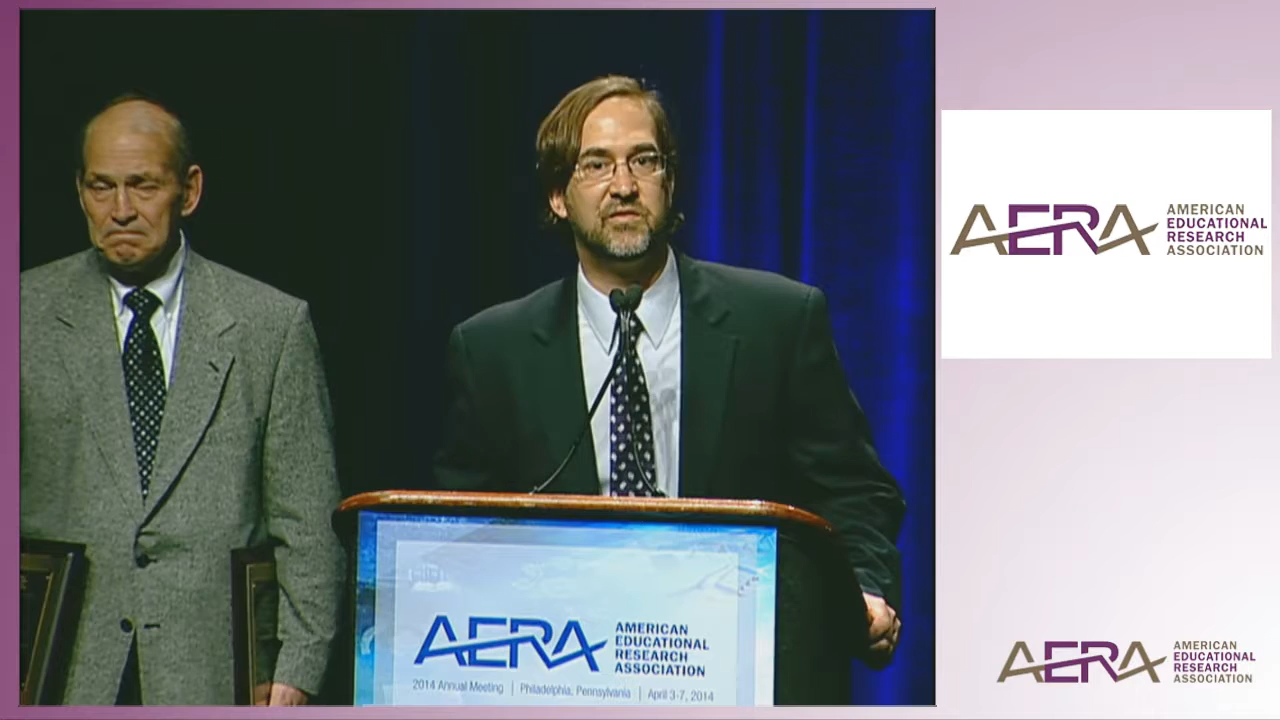 AERA
AMERICAN
EDUCATIONAL
RESEARCH
ASSOCIATION
AERA
AMERICAN
EDUCATIONAL
RESEARCH
ASSOCIATION
2014 Annual Meeting | Philadelphia, Pennsylvania | April 3-7, 2014
AERA
AMERICAN
EDUCATIONAL
RESEARCH
ASSOCIATION